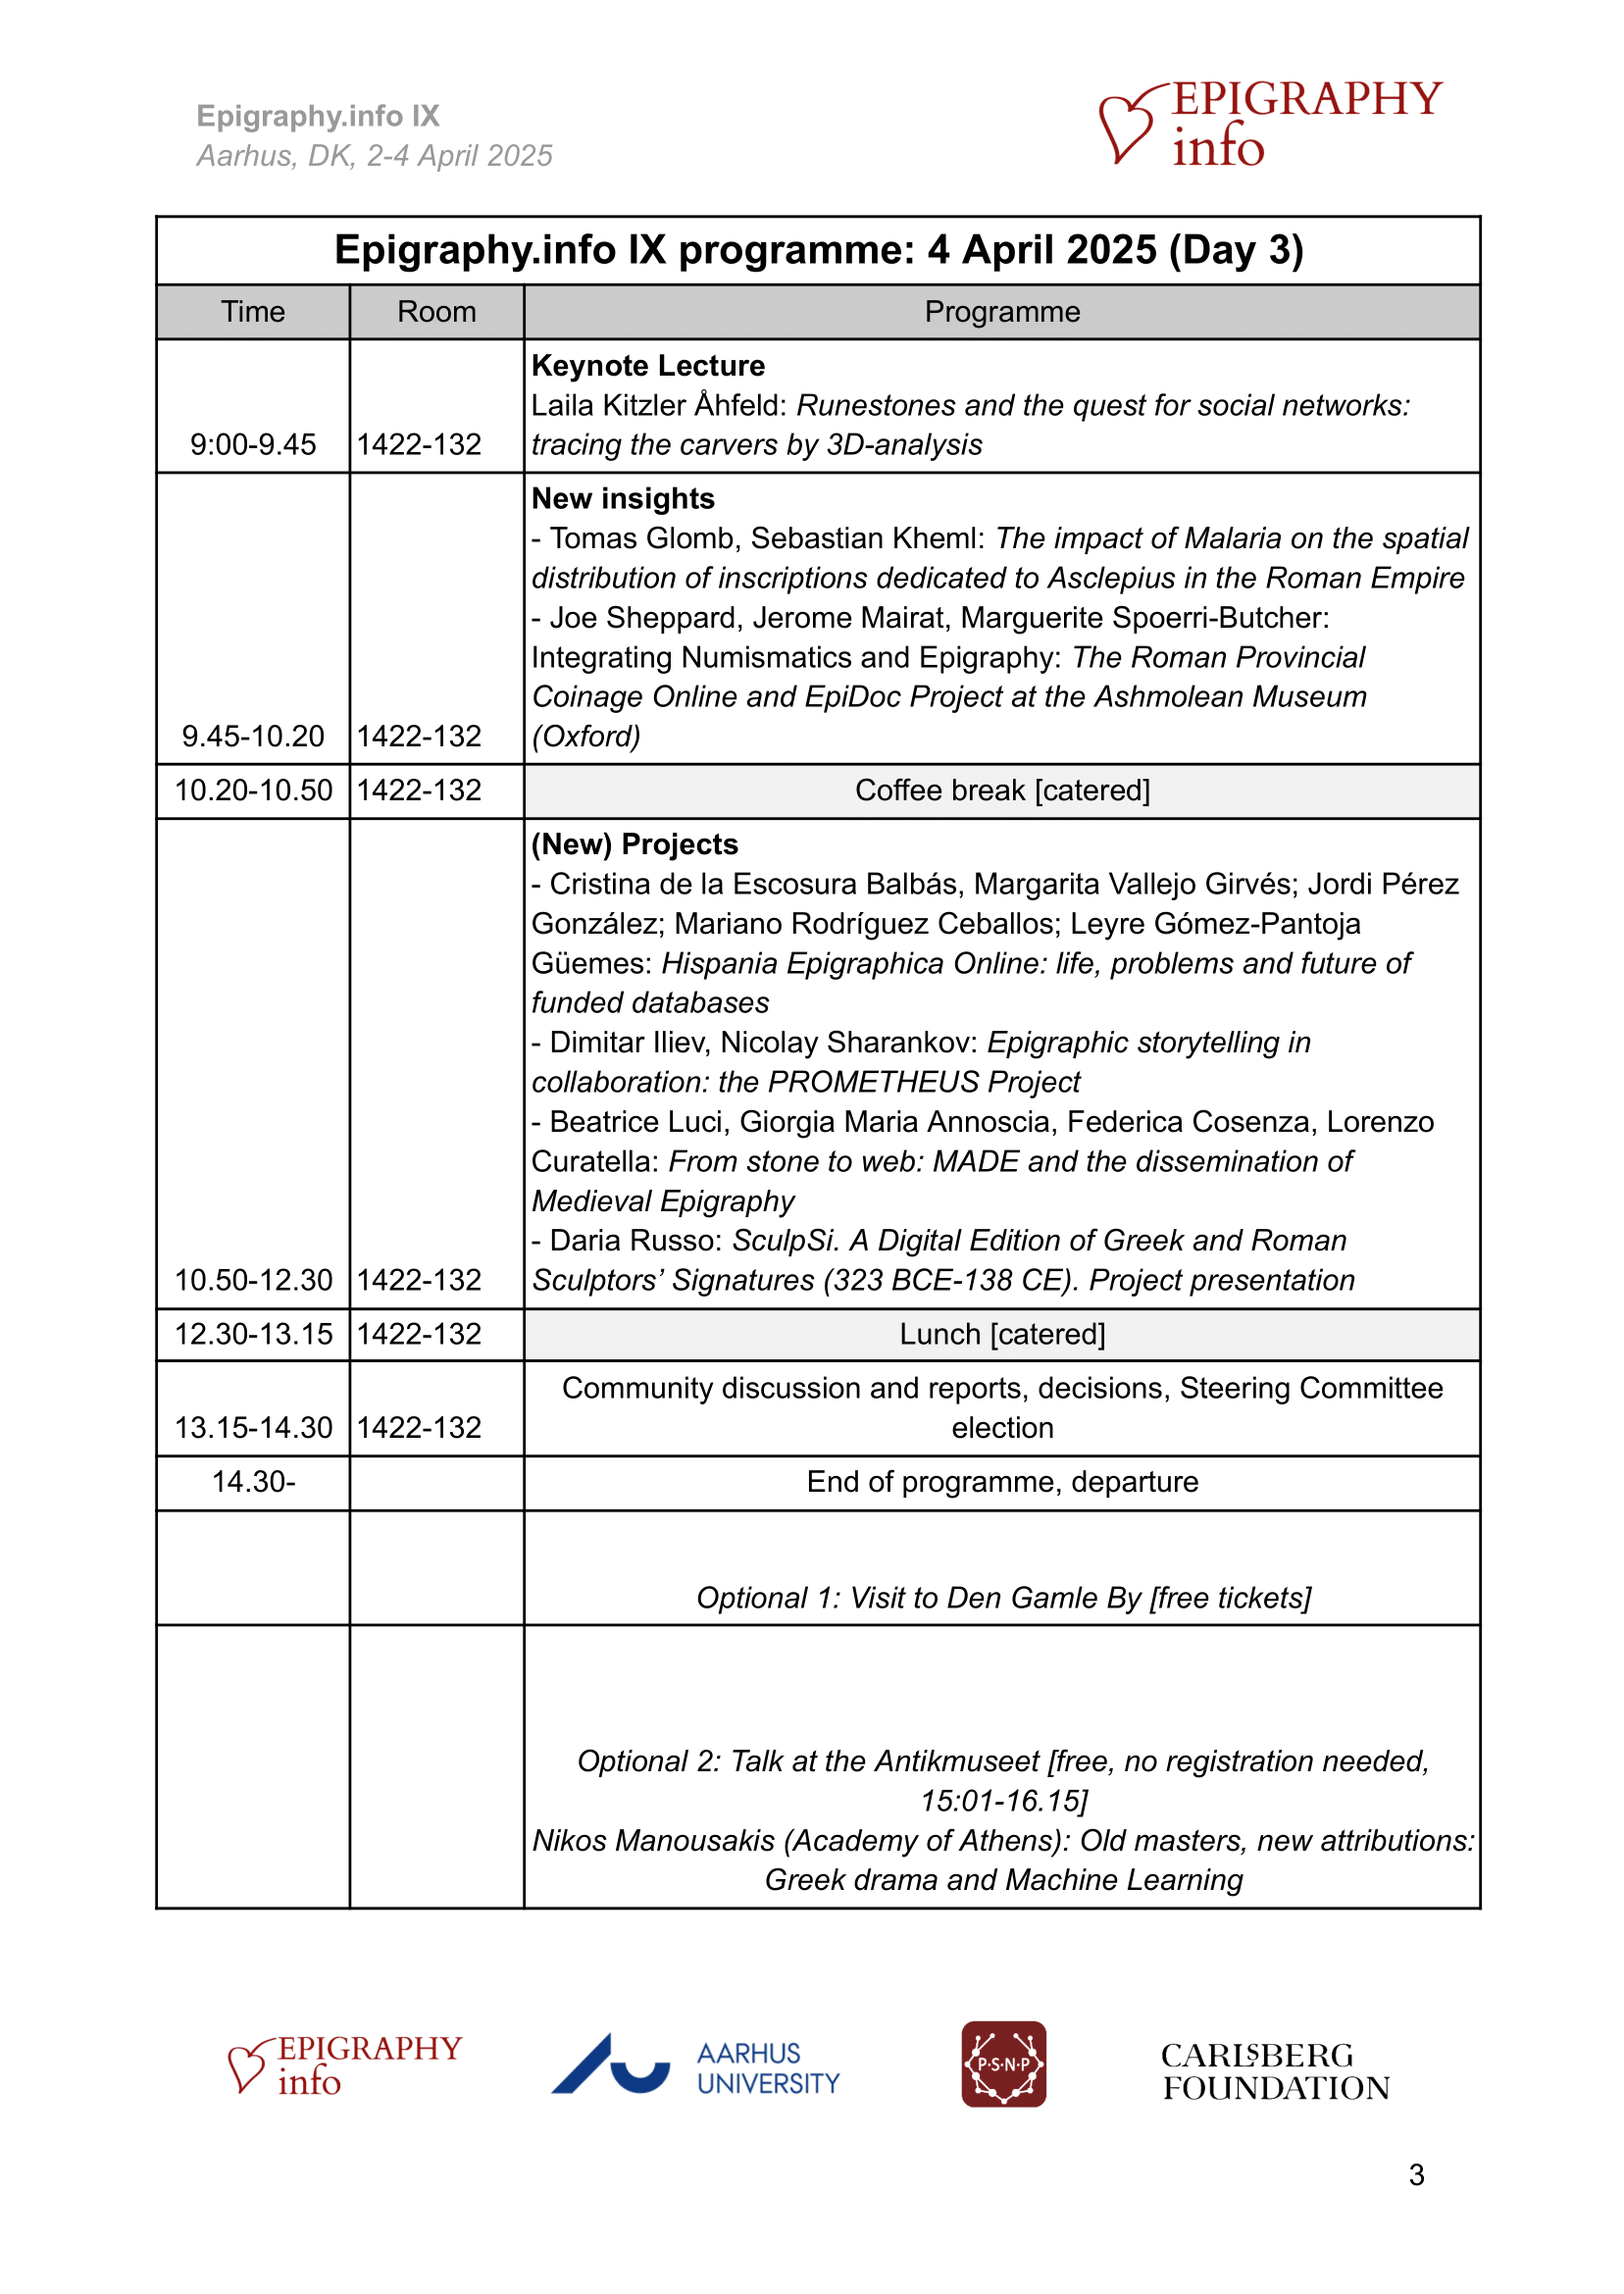 Epigraphy.info IX
Aarhus, DK, 2-4 April 2025
EPIGRAPHY
info
Epigraphy.info IX programme: 4 April 2025 (Day 3)
Time Room Programme
Keynote Lecture
Laila Kitzler Åhfeld: Runestones and the quest for social networks:
9:00-9.45 1422-132 tracing the carvers by 3D-analysis
New insights
- Tomas Glomb, Sebastian Kheml: The impact of Malaria on the spatial
distribution of inscriptions dedicated to Asclepius in the Roman Empire
- Joe Sheppard, Jerome Mairat, Marguerite Spoerri-Butcher:
Integrating Numismatics and Epigraphy: The Roman Provincial
Coinage Online and EpiDoc Project at the Ashmolean Museum
9.45-10.20 1422-132 (Oxford)
10.20-10.50 1422-132 Coffee break [catered]
(New) Projects
- Cristina de la Escosura Balbás, Margarita Vallejo Girvés; Jordi Pérez
González; Mariano Rodríguez Ceballos; Leyre Gómez-Pantoja
Güemes: Hispania Epigraphica Online: life, problems and future of
funded databases
- Dimitar Iliev, Nicolay Sharankov: Epigraphic storytelling in
collaboration: the PROMETHEUS Project
- Beatrice Luci, Giorgia Maria Annoscia, Federica Cosenza, Lorenzo
Curatella: From stone to web: MADE and the dissemination of
Medieval Epigraphy
- Daria Russo: SculpSi. A Digital Edition of Greek and Roman
10.50-12.30 1422-132 Sculptors’ Signatures (323 BCE-138 CE). Project presentation
12.30-13.15 1422-132 Lunch [catered]
Community discussion and reports, decisions, Steering Committee
13.15-14.30 1422-132 election
14.30- End of programme, departure
Optional 1: Visit to Den Gamle By [free tickets]
Optional 2: Talk at the Antikmuseet [free, no registration needed,
15:01-16.15]
Nikos Manousakis (Academy of Athens): Old masters, new attributions:
Greek drama and Machine Learning
EPIGRAPHY
info
AARHUS
UNIVERSITY
P·S·N·P
CARLSBERG
FOUNDATION
3